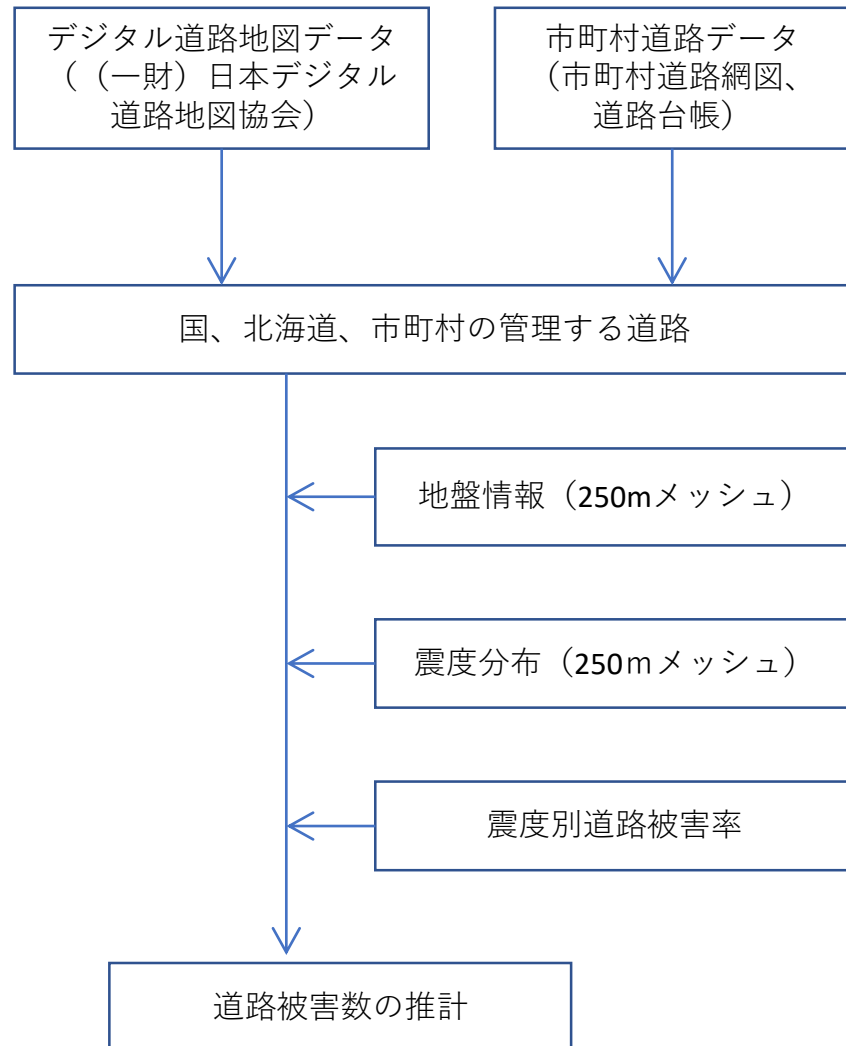 デジタル道路地図データ
（（一財）日本デジタル
道路地図協会）
市町村道路データ
（市町村道路網図、
道路台帳）
国、北海道、市町村の管理する道路
地盤情報（250mメッシュ）
震度分布（250ｍメッシュ）
震度別道路被害率
道路被害数の推計